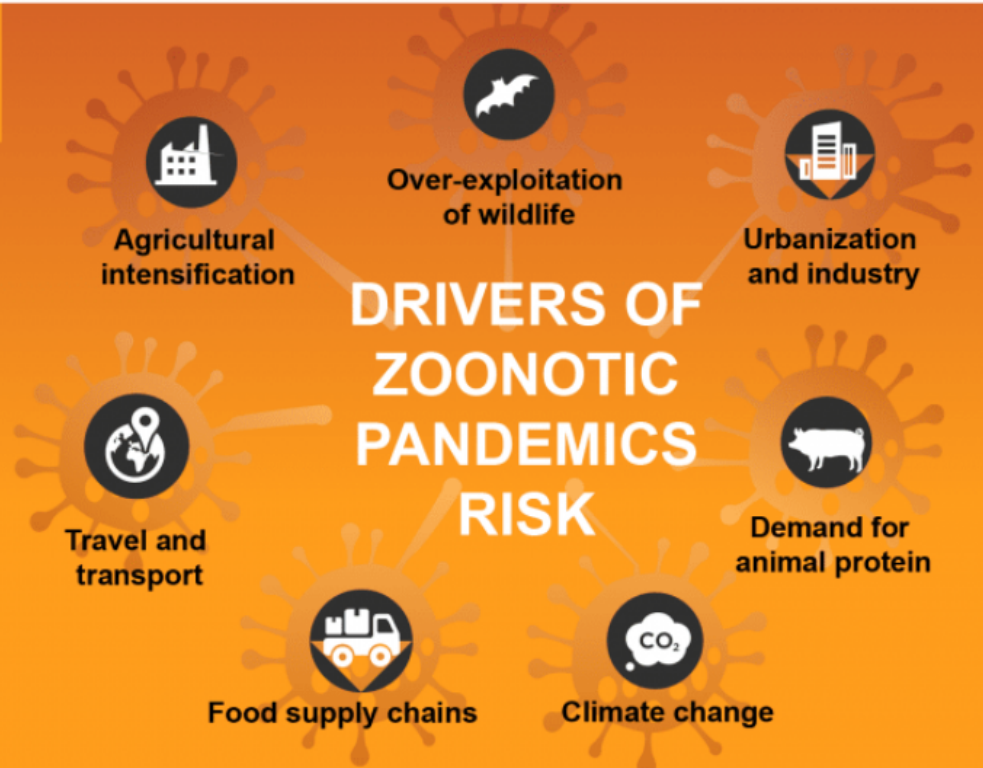 Over-exploitation
of wildlife
Agricultural
intensification
Urbanization
and industry
DRIVERS OF
ZOONOTIC
PANDEMICS
RISK
Travel and
transport
Demand for
animal protein
CO₂
Food supply chains
Climate change